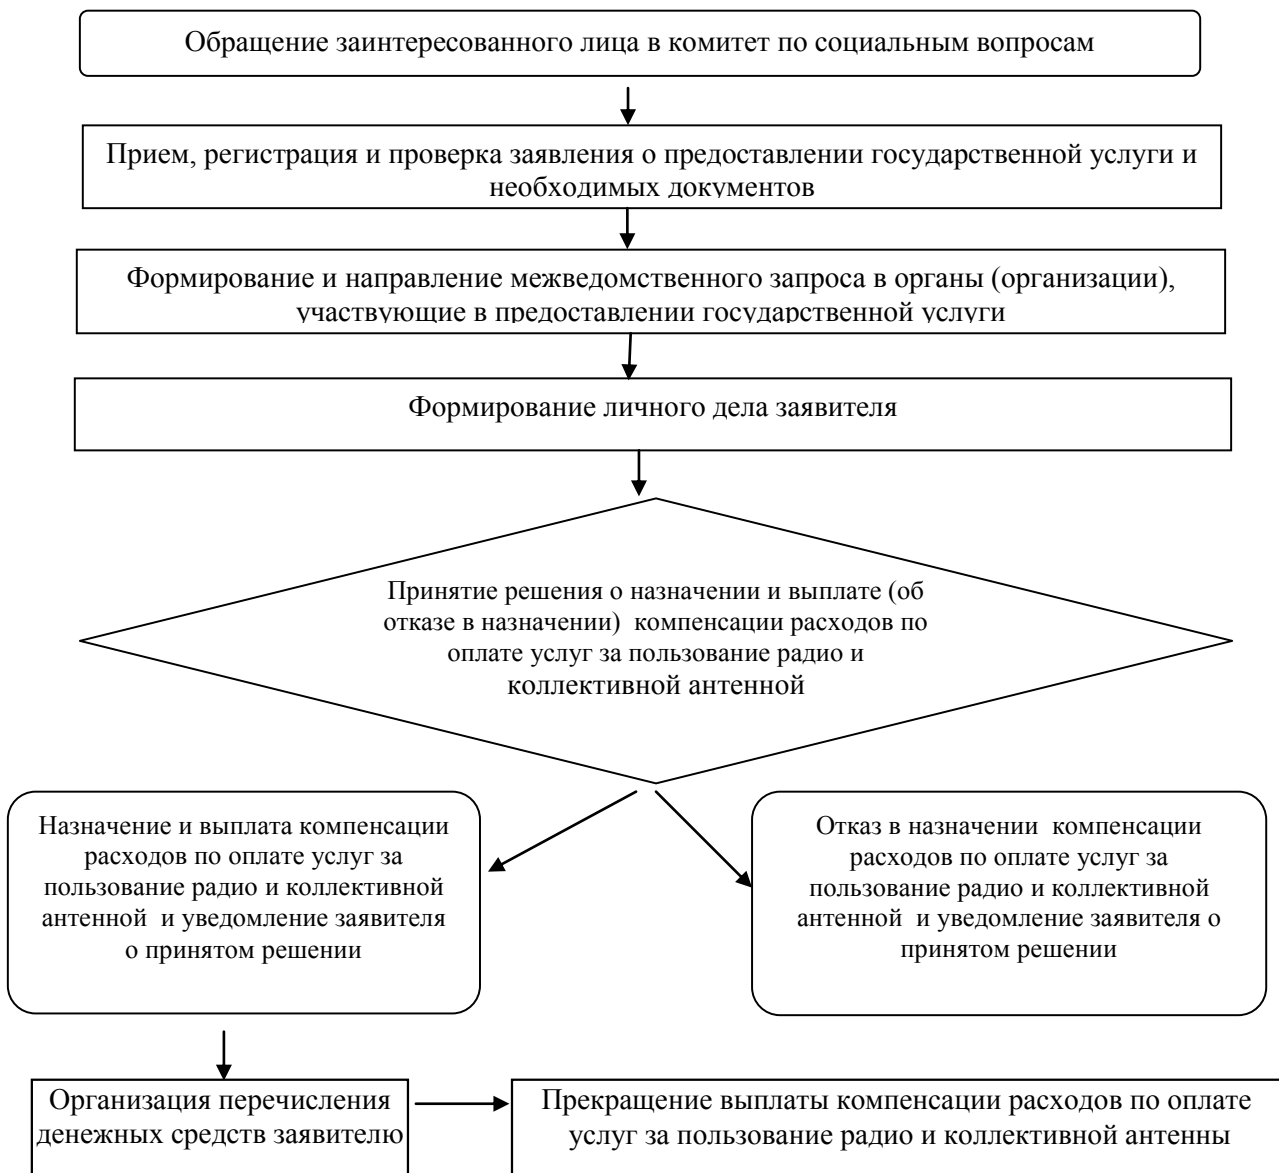 Обращение заинтересованного лица в комитет по социальным вопросам
Прием, регистрация и проверка заявления о предоставлении государственной услуги и
необходимых документов
Формирование и направление межведомственного запроса в органы (организации),
участвующие в предоставлении государственной услуги
Формирование личного дела заявителя
Принятие решения о назначении и выплате (об
отказе в назначении) компенсации расходов по
оплате услуг за пользование радио и
коллективной антенной
Назначение и выплата компенсации
расходов по оплате услуг за
пользование радио и коллективной
антенной и уведомление заявителя
о принятом решении
Отказ в назначении компенсации
расходов по оплате услуг за
пользование радио и коллективной
антенной и уведомление заявителя о
принятом решении
Организация перечисления
денежных средств заявителю
Прекращение выплаты компенсации расходов по оплате
услуг за пользование радио и коллективной антенны